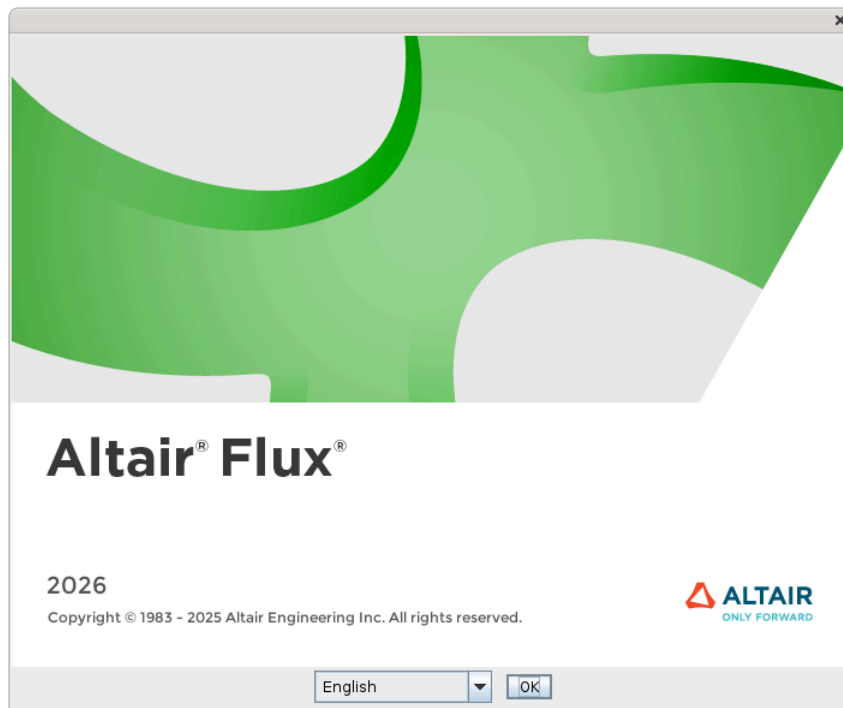 Altair® Flux®
2026
Copyright © 1983 - 2025 Altair Engineering Inc. All rights reserved.
ALTAIR
ONLY FORWARD
English
OK